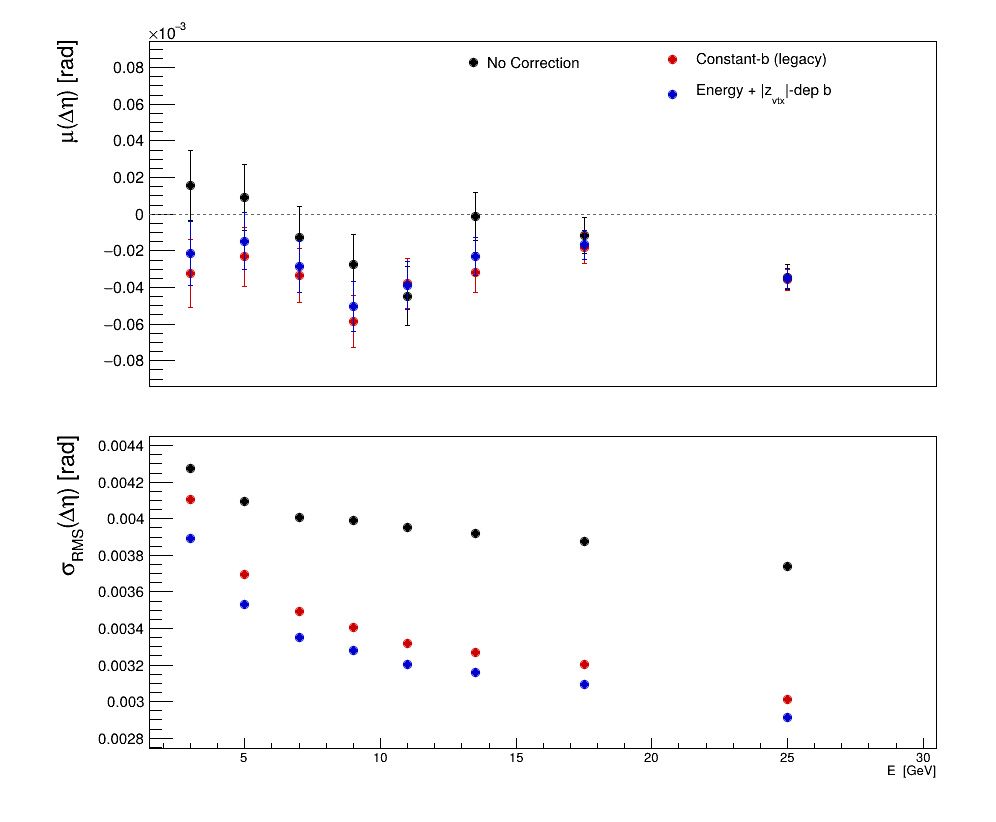 ×10⁻³
μ(Δη) [rad]
No Correction
Constant-b (legacy)
Energy + |z_vtx|-dep b
0.08
0.06
0.04
0.02
0
−0.02
−0.04
−0.06
−0.08
σ_RMS(Δη) [rad]
0.0044
0.0042
0.004
0.0038
0.0036
0.0034
0.0032
0.003
0.0028
5 10 15 20 25 30
E [GeV]